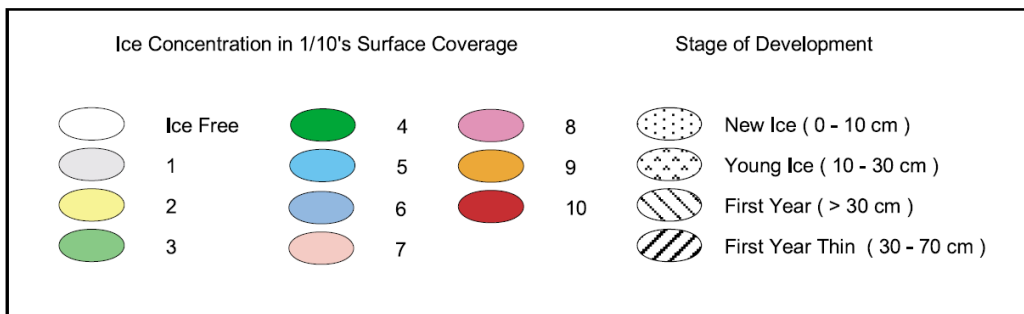 Ice Concentration in 1/10's Surface Coverage
Stage of Development
Ice Free
1
2
3
4
5
6
7
8
9
10
New Ice ( 0 - 10 cm )
Young Ice ( 10 - 30 cm )
First Year ( > 30 cm )
First Year Thin ( 30 - 70 cm )